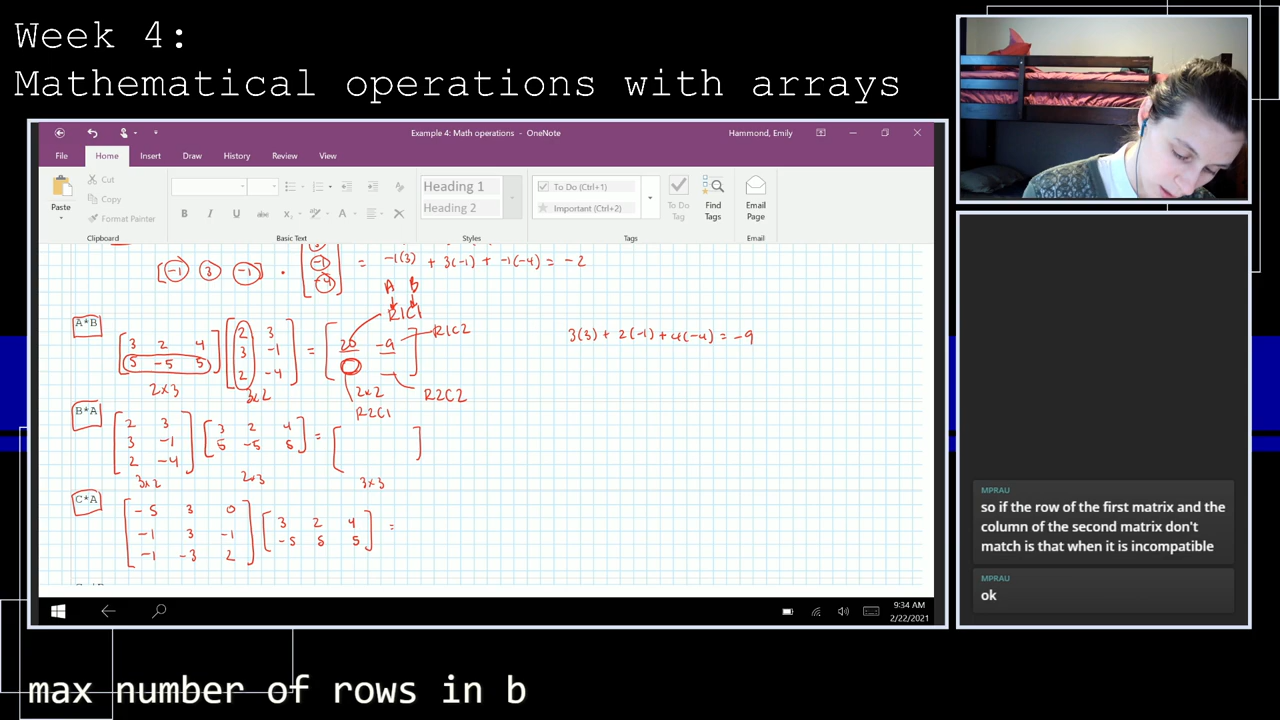 Week 4:
Mathematical operations with arrays
Example 4: Math operations - OneNote
Hammond, Emily
File Home Insert Draw History Review View
Paste
Cut
Copy
Format Painter
Clipboard
Basic Text
Heading 1
Heading 2
Styles
To Do (Ctrl+1)
Important (Ctrl+2)
To Do Tag
Find Tags
Tags
Email Page
Email
[-1 3 -1] · [-1 -4] = -1(3) + 3(-1) + -1(-4) = -2
A B
R1C1
A*B
[3 2 4] [2 3] = [20 -9] R1C2
[5 -5 5] [3 -1]
[2 -4]
2x3 3x2 2x2 R2C2
R2C1
3(3) + 2(-1) + 4(-4) = -9
B*A
[2 3] [3 2 4] = [ ]
[3 -1] [5 -5 5]
[2 -4]
3x2 2x3 3x3
C*A
[-5 3 0] [3 2 4] =
[-1 3 -1] [-5 5 5]
[-1 -3 2]
9:34 AM
2/22/2021
MPRAU
so if the row of the first matrix and the
column of the second matrix don't
match is that when it is incompatible
MPRAU
ok
max number of rows in b